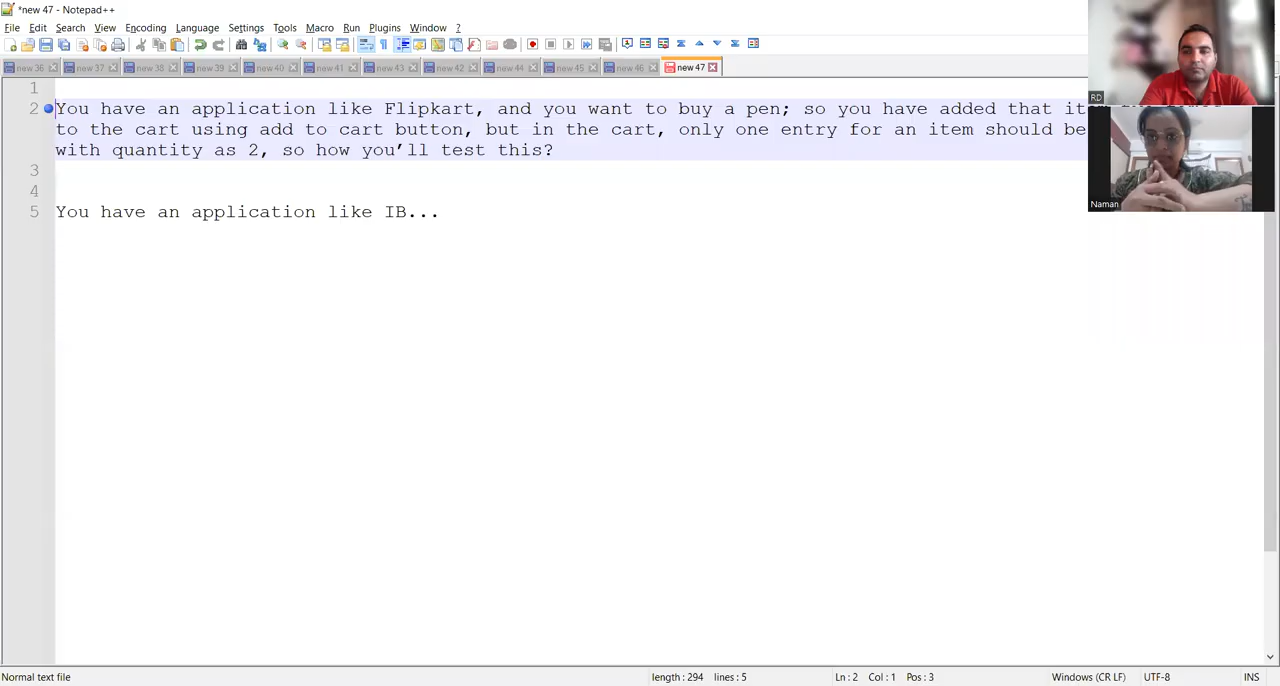 *new 47 - Notepad++
File Edit Search View Encoding Language Settings Tools Macro Run Plugins Window ?
new 36 new 37 new 38 new 39 new 40 new 41 new 43 new 42 new 44 new 45 new 46 new 47
1
2 You have an application like Flipkart, and you want to buy a pen; so you have added that
to the cart using add to cart button, but in the cart, only one entry for an item should be
with quantity as 2, so how you’ll test this?
3
4
5 You have an application like IB...
RD
Naman
Normal text file length : 294 lines : 5 Ln : 2 Col : 1 Pos : 3 Windows (CR LF) UTF-8 INS